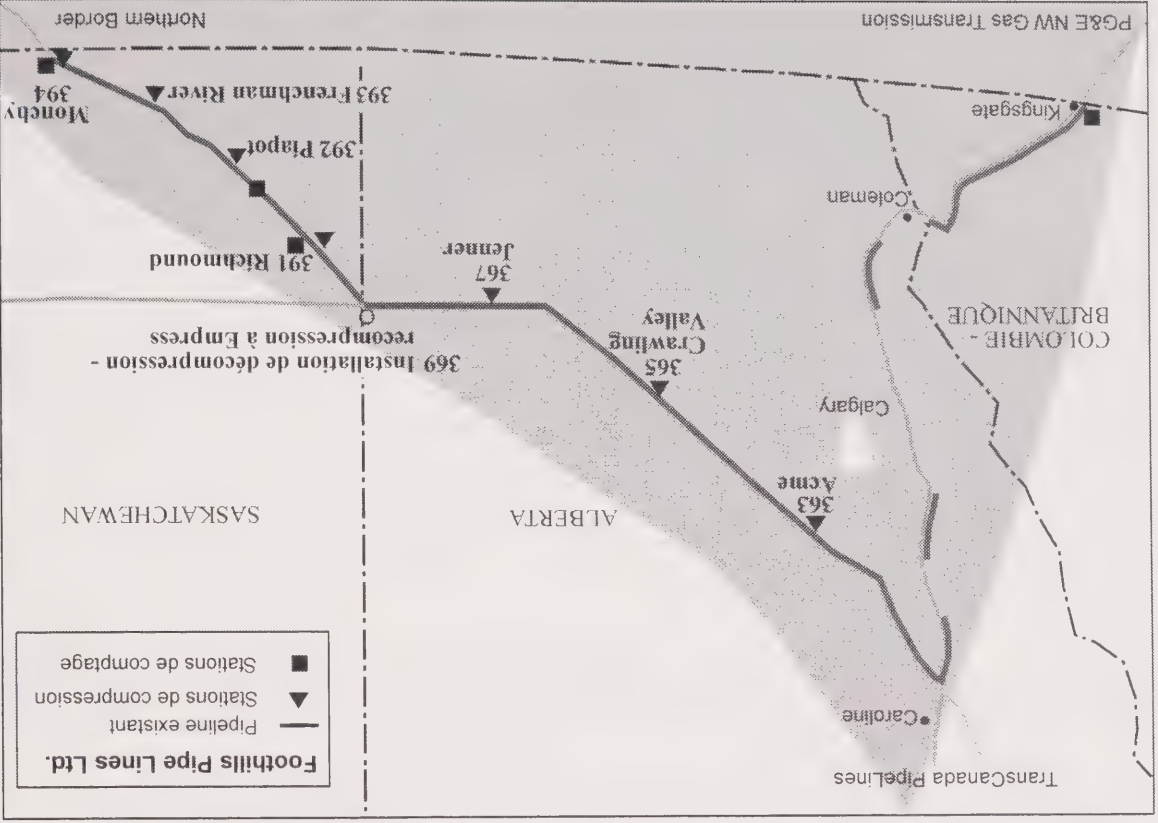 TransCanada PipeLines
Caroline
Foothills Pipe Lines Ltd.
Pipeline existant
Stations de compression
Stations de comptage
ALBERTA
SASKATCHEWAN
363
Acme
Calgary
COLOMBIE -
BRITANNIQUE
365
Crawling
Valley
369 Installation de décompression -
recompression à Empress
367
Jenner
391 Richmound
Coleman
392 Piapot
Kingsgate
393 Frenchman River
Monchy
394
PG&E NW Gas Transmission
Northern Border